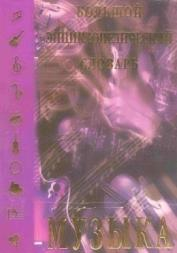 БОЛЬШОЙ
ЭНЦИКЛОПЕДИЧЕСКИЙ
СЛОВАРЬ
МУЗЫКА